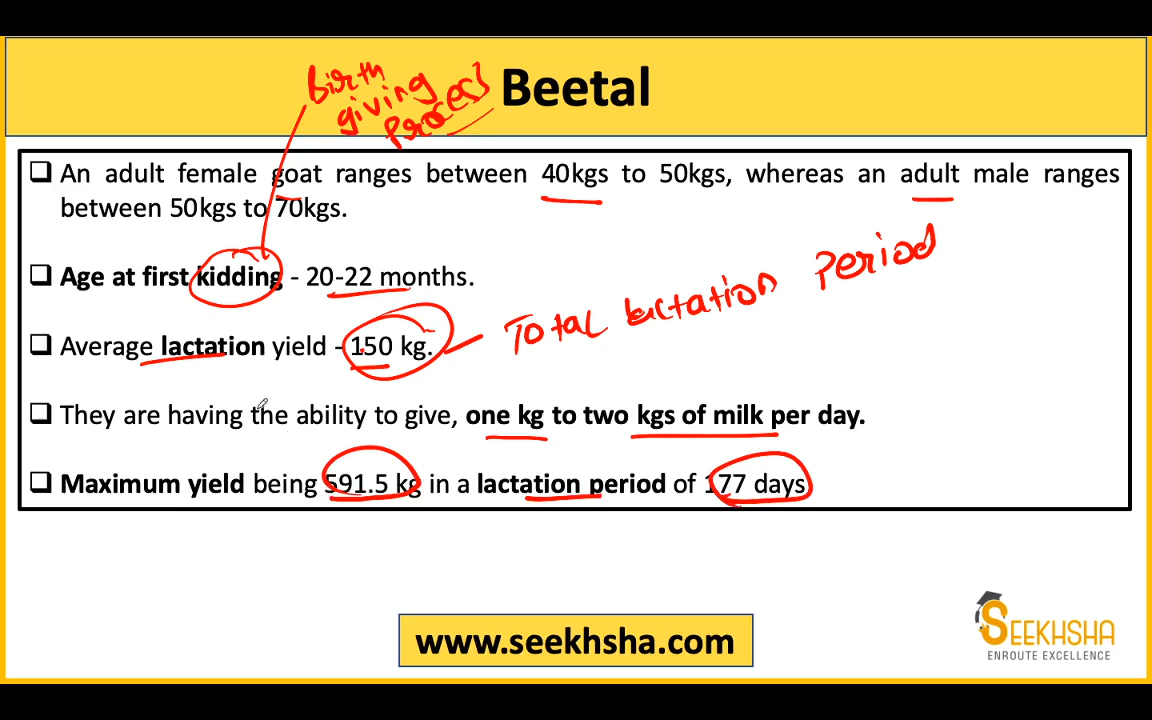 Beetal
Birth
giving
Process
❑ An adult female goat ranges between 40kgs to 50kgs, whereas an adult male ranges
between 50kgs to 70kgs.
❑ Age at first kidding - 20-22 months.
Total lactation Period
❑ Average lactation yield - 150 kg.
❑ They are having the ability to give, one kg to two kgs of milk per day.
❑ Maximum yield being 591.5 kg in a lactation period of 177 days
www.seekhsha.com
SEEKHSHA
ENROUTE EXCELLENCE